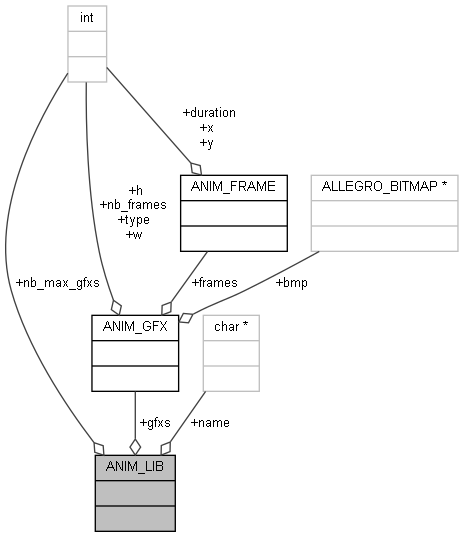 int
+duration
+x
+y
ANIM_FRAME
ALLEGRO_BITMAP *
+h
+nb_frames
+type
+w
+nb_max_gfxs
+frames
+bmp
ANIM_GFX
char *
+gfxs
+name
ANIM_LIB